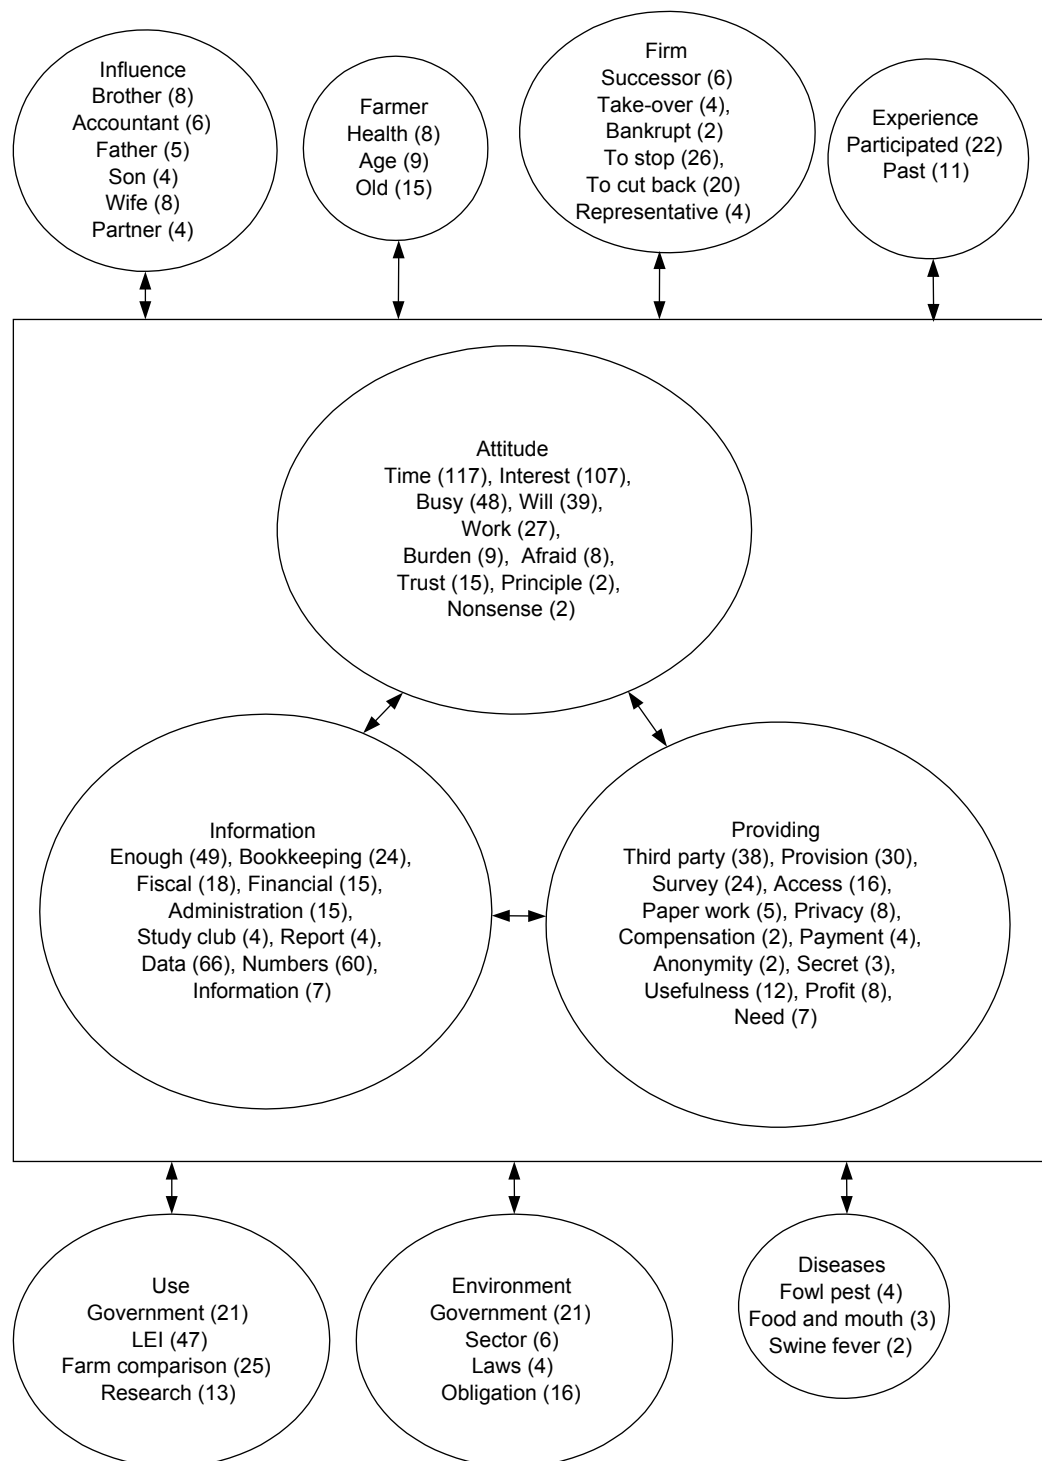 Influence
Brother (8)
Accountant (6)
Father (5)
Son (4)
Wife (8)
Partner (4)
Farmer
Health (8)
Age (9)
Old (15)
Firm
Successor (6)
Take-over (4),
Bankrupt (2)
To stop (26),
To cut back (20)
Representative (4)
Experience
Participated (22)
Past (11)
Attitude
Time (117), Interest (107),
Busy (48), Will (39),
Work (27),
Burden (9), Afraid (8),
Trust (15), Principle (2),
Nonsense (2)
Information
Enough (49), Bookkeeping (24),
Fiscal (18), Financial (15),
Administration (15),
Study club (4), Report (4),
Data (66), Numbers (60),
Information (7)
Providing
Third party (38), Provision (30),
Survey (24), Access (16),
Paper work (5), Privacy (8),
Compensation (2), Payment (4),
Anonymity (2), Secret (3),
Usefulness (12), Profit (8),
Need (7)
Use
Government (21)
LEI (47)
Farm comparison (25)
Research (13)
Environment
Government (21)
Sector (6)
Laws (4)
Obligation (16)
Diseases
Fowl pest (4)
Food and mouth (3)
Swine fever (2)